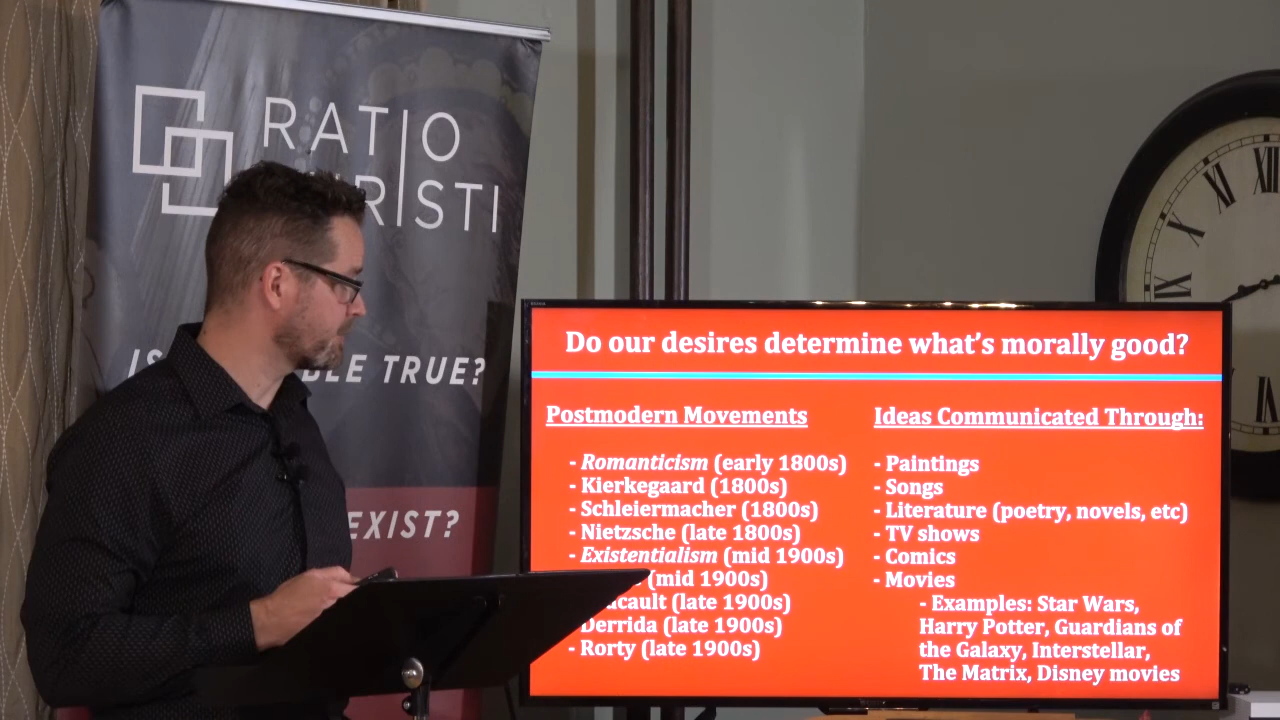 RATIO
STI
TRUE?
EXIST?
Do our desires determine what's morally good?
Postmodern Movements
- Romanticism (early 1800s)
- Kierkegaard (1800s)
- Schleiermacher (1800s)
- Nietzsche (late 1800s)
- Existentialism (mid 1900s)
(mid 1900s)
(late 1900s)
Derrida (late 1900s)
- Rorty (late 1900s)
Ideas Communicated Through:
- Paintings
- Songs
- Literature (poetry, novels, etc)
- TV shows
- Comics
- Movies
- Examples: Star Wars,
Harry Potter, Guardians of
the Galaxy, Interstellar,
The Matrix, Disney movies
XII
XI
X
IX